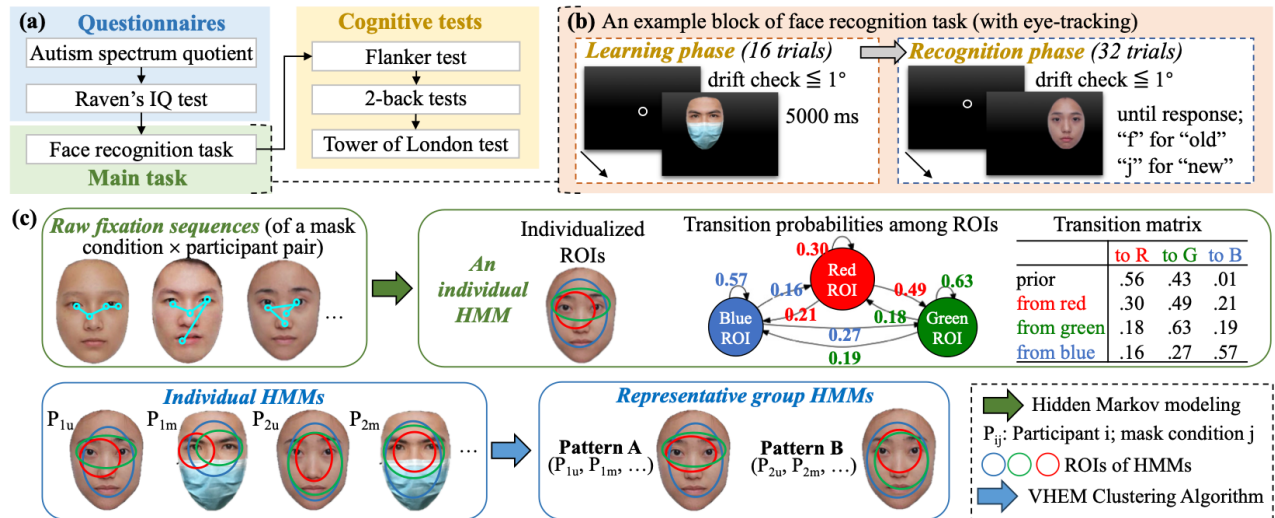 (a)
Questionnaires
Autism spectrum quotient
Raven's IQ test
Face recognition task
Main task
Cognitive tests
Flanker test
2-back tests
Tower of London test
(b) An example block of face recognition task (with eye-tracking)
Learning phase (16 trials)
drift check ≦ 1°
5000 ms
Recognition phase (32 trials)
drift check ≦ 1°
until response;
"f" for "old"
"j" for "new"
(c)
Raw fixation sequences (of a mask
condition × participant pair)
...
An
individual
HMM
Individualized
ROIs
Transition probabilities among ROIs
0.30
Red
ROI
0.57
0.16
0.49
0.63
0.21
0.18
Blue
ROI
Green
ROI
0.27
0.19
Transition matrix
to R to G to B
prior .56 .43 .01
from red .30 .49 .21
from green .18 .63 .19
from blue .16 .27 .57
Individual HMMs
P1u P1m P2u P2m
...
Representative group HMMs
Pattern A
(P1u, P1m, …)
Pattern B
(P2u, P2m, …)
Hidden Markov modeling
Pij: Participant i; mask condition j
ROIs of HMMs
VHEM Clustering Algorithm